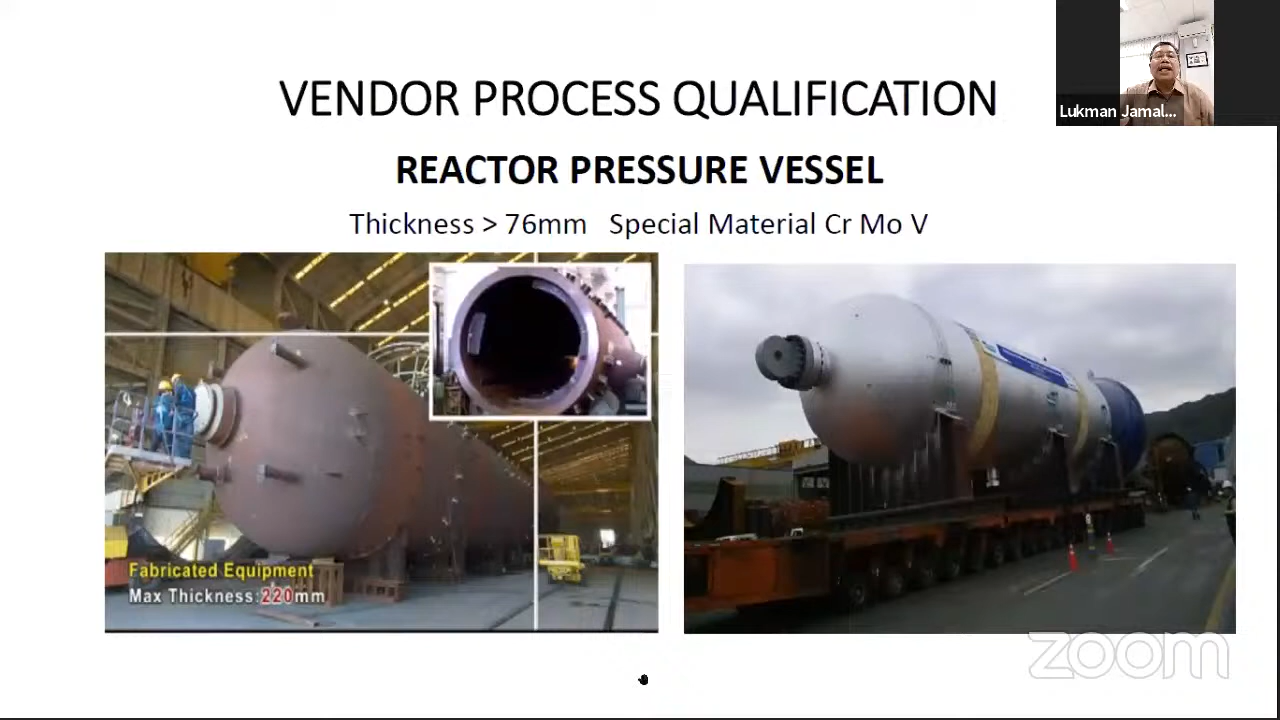 VENDOR PROCESS QUALIFICATION
Lukman Jamal...
REACTOR PRESSURE VESSEL
Thickness > 76mm Special Material Cr Mo V
Fabricated Equipment
Max Thickness:220mm
zoom